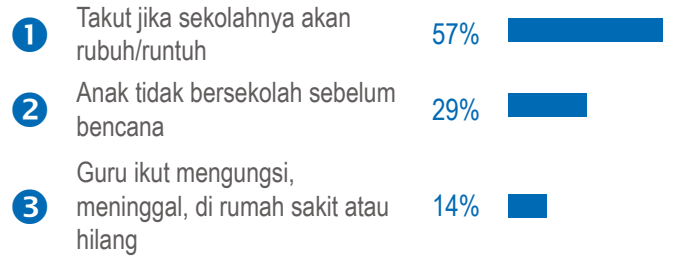 1 Takut jika sekolahnya akan
rubuh/runtuh
57%
2 Anak tidak bersekolah sebelum
bencana
29%
3 Guru ikut mengungsi,
meninggal, di rumah sakit atau
hilang
14%